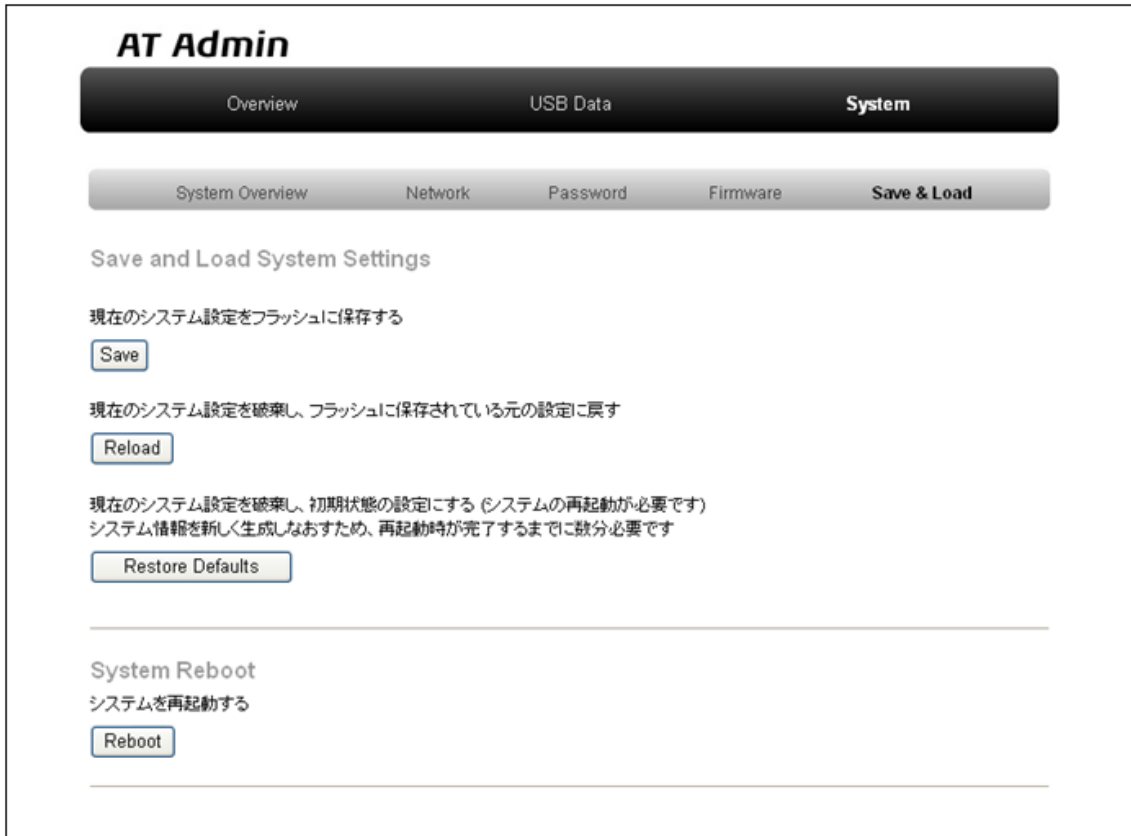 AT Admin
Overview USB Data System
System Overview Network Password Firmware Save & Load
Save and Load System Settings
現在のシステム設定をフラッシュに保存する
Save
現在のシステム設定を破棄し、フラッシュに保存されている元の設定に戻す
Reload
現在のシステム設定を破棄し、初期状態の設定にする (システムの再起動が必要です)
システム情報を新しく生成しなおすため、再起動時が完了するまでに数分必要です
Restore Defaults
System Reboot
システムを再起動する
Reboot